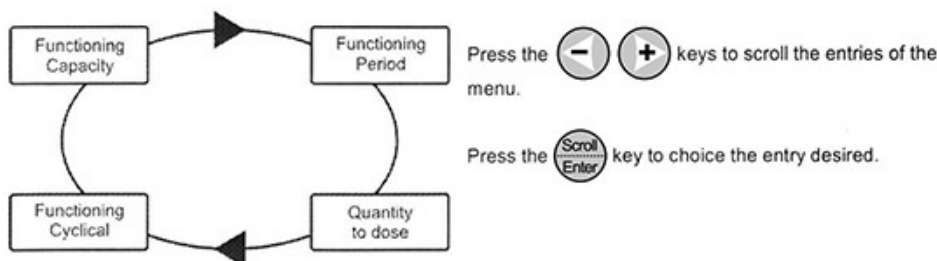 Functioning
Capacity
Functioning
Period
Functioning
Cyclical
Quantity
to dose
Press the − + keys to scroll the entries of the
menu.
Press the Scroll
Enter key to choice the entry desired.